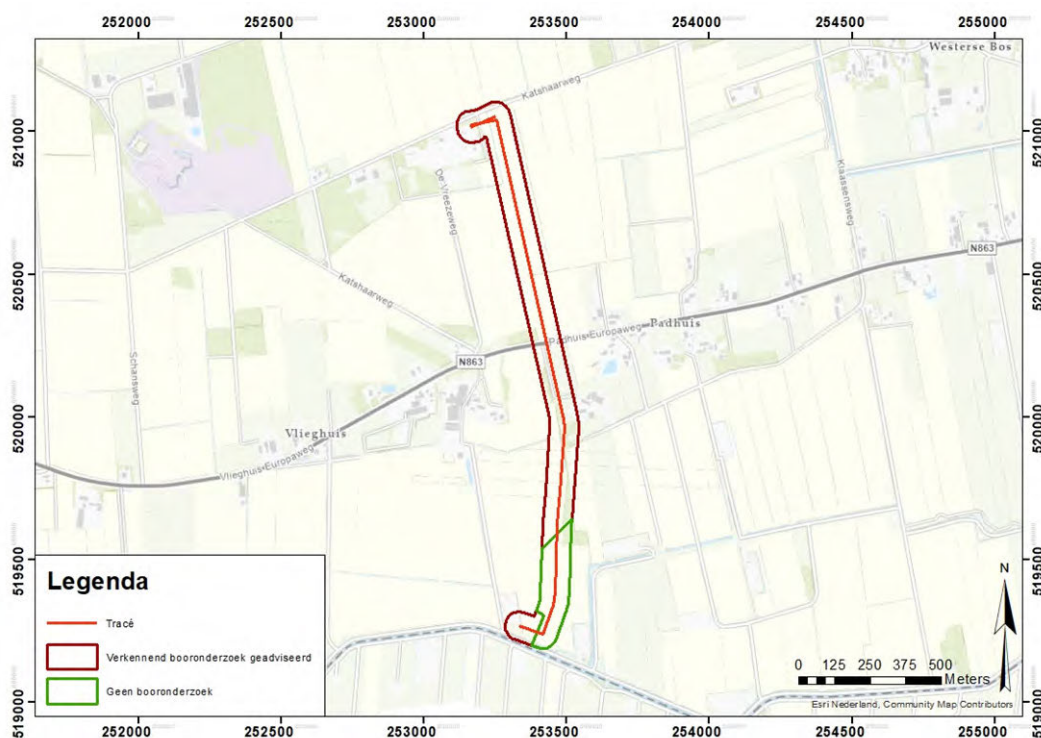 252000 252500 253000 253500 254000 254500 255000
Westerse Bos
Katshaarweg
521000 521000
De Vreezeweg
Klaassensweg
N863
520500 520500
Katshaarweg
Padhuis-Europaweg
Padhuis
N863
Schansweg
520000 520000
Vlieghuis
Vlieghuis-Europaweg
519500 519500
Legenda
Tracé
Verkennend booronderzoek geadviseerd
Geen booronderzoek
N
0 125 250 375 500
Meters
Esri Nederland, Community Map Contributors
519000 519000
252000 252500 253000 253500 254000 254500 255000